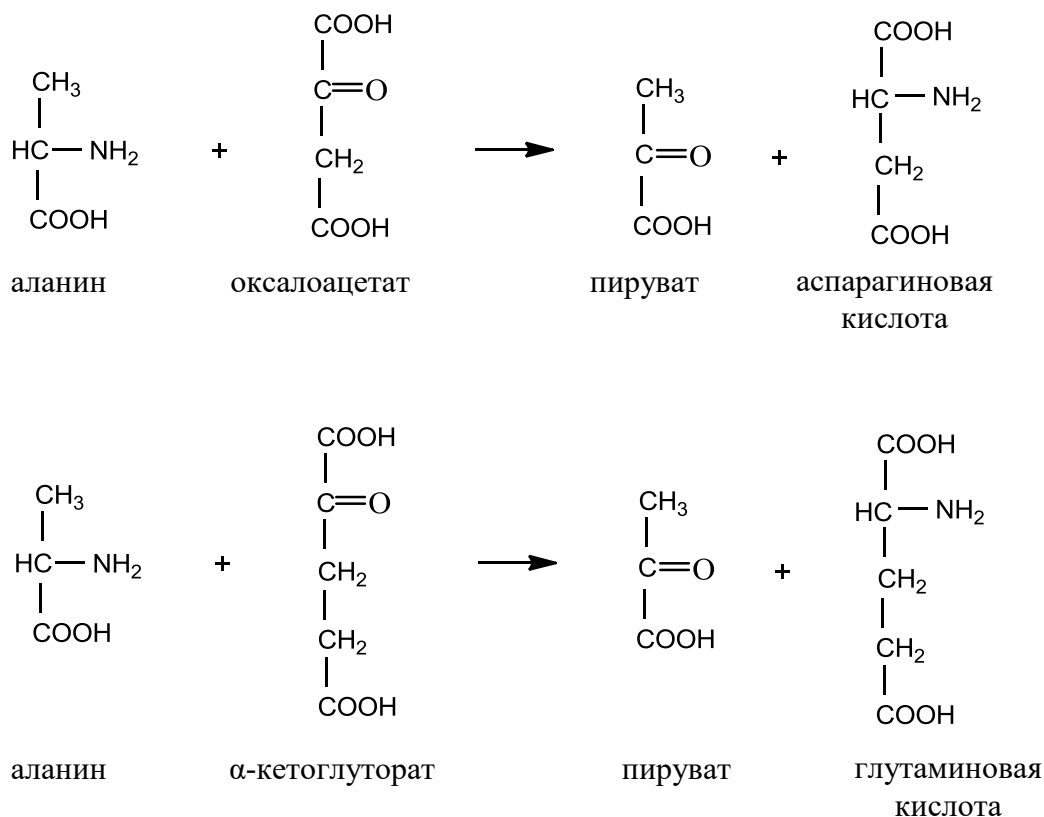 COOH
CH3
C=O
CH3
COOH
HC—NH2
+
CH2
C=O
+
HC—NH2
COOH
COOH
COOH
CH2
COOH
аланин
оксалоацетат
пируват
аспарагиновая
кислота
COOH
COOH
CH3
C=O
CH3
HC—NH2
HC—NH2
+
CH2
C=O
+
CH2
COOH
CH2
COOH
CH2
COOH
COOH
аланин
α-кетоглуторат
пируват
глутаминовая
кислота